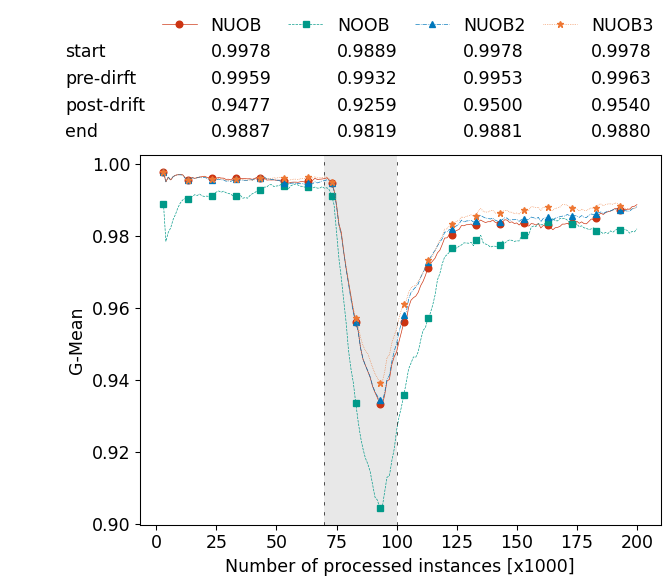 NUOB NOOB NUOB2 NUOB3
start 0.9978 0.9889 0.9978 0.9978
pre-dirft 0.9959 0.9932 0.9953 0.9963
post-drift 0.9477 0.9259 0.9500 0.9540
end 0.9887 0.9819 0.9881 0.9880
1.00
0.98
0.96
0.94
0.92
0.90
G-Mean
0 25 50 75 100 125 150 175 200
Number of processed instances [x1000]